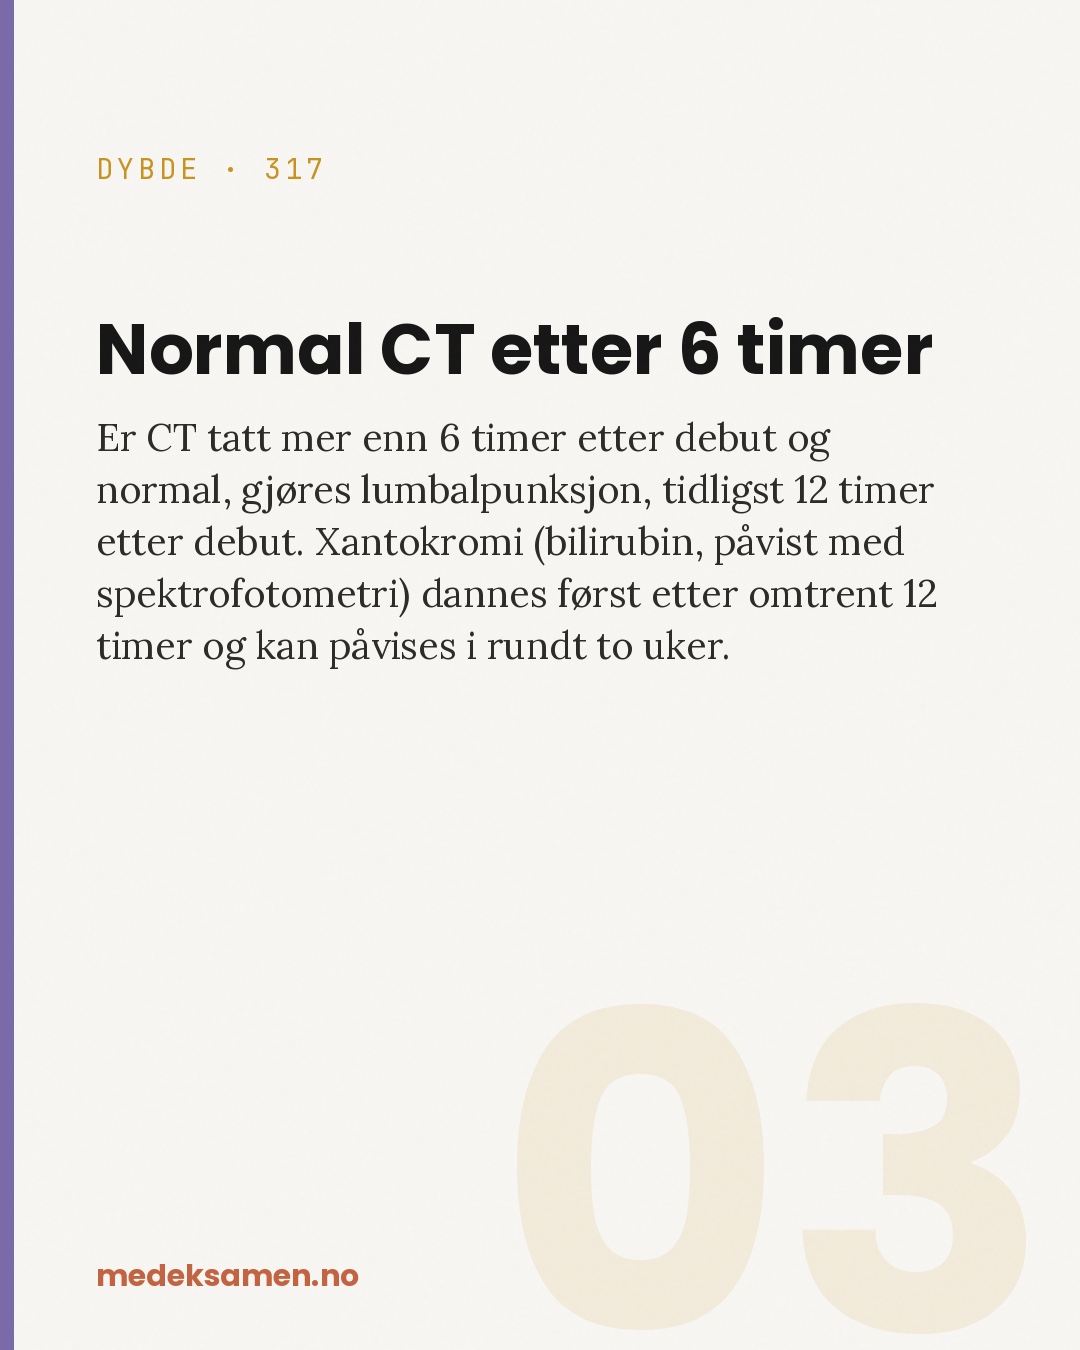 DYBDE · 317
Normal CT etter 6 timer
Er CT tatt mer enn 6 timer etter debut og
normal, gjøres lumbalpunksjon, tidligst 12 timer
etter debut. Xantokromi (bilirubin, påvist med
spektrofotometri) dannes først etter omtrent 12
timer og kan påvises i rundt to uker.
03
medeksamen.no